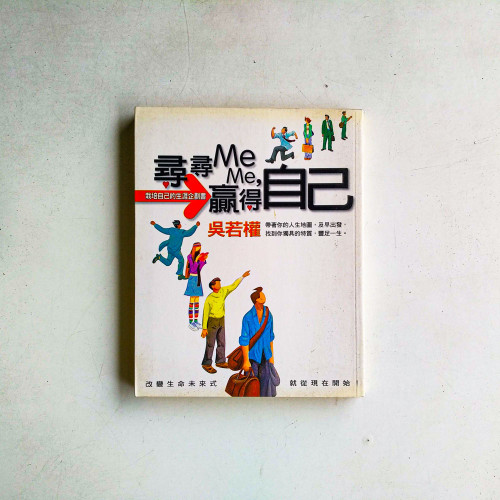 尋尋Me Me,
贏得自己
栽培自己的生涯企劃書
吳若權
帶著你的人生地圖，及早出發，
找到你獨具的特質，豐足一生。
改變生命未來式
就從現在開始！